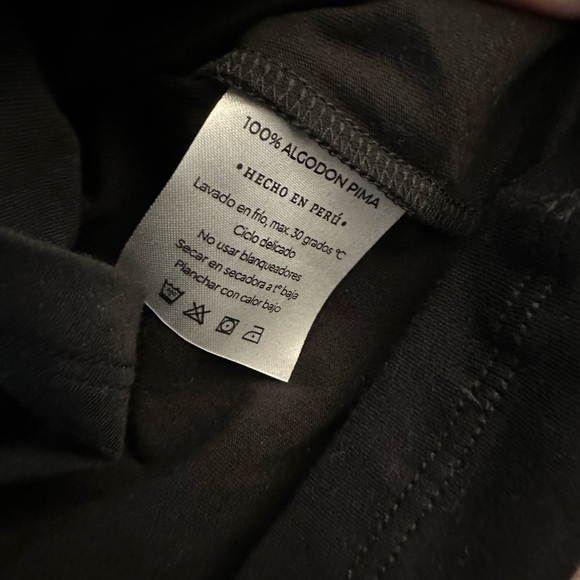 100% ALGODON PIMA
• HECHO EN PERÚ •
Lavado en frío, max. 30 grados °C
Ciclo delicado
No usar blanqueadores
Secar en secadora a t° baja
Planchar con calor bajo